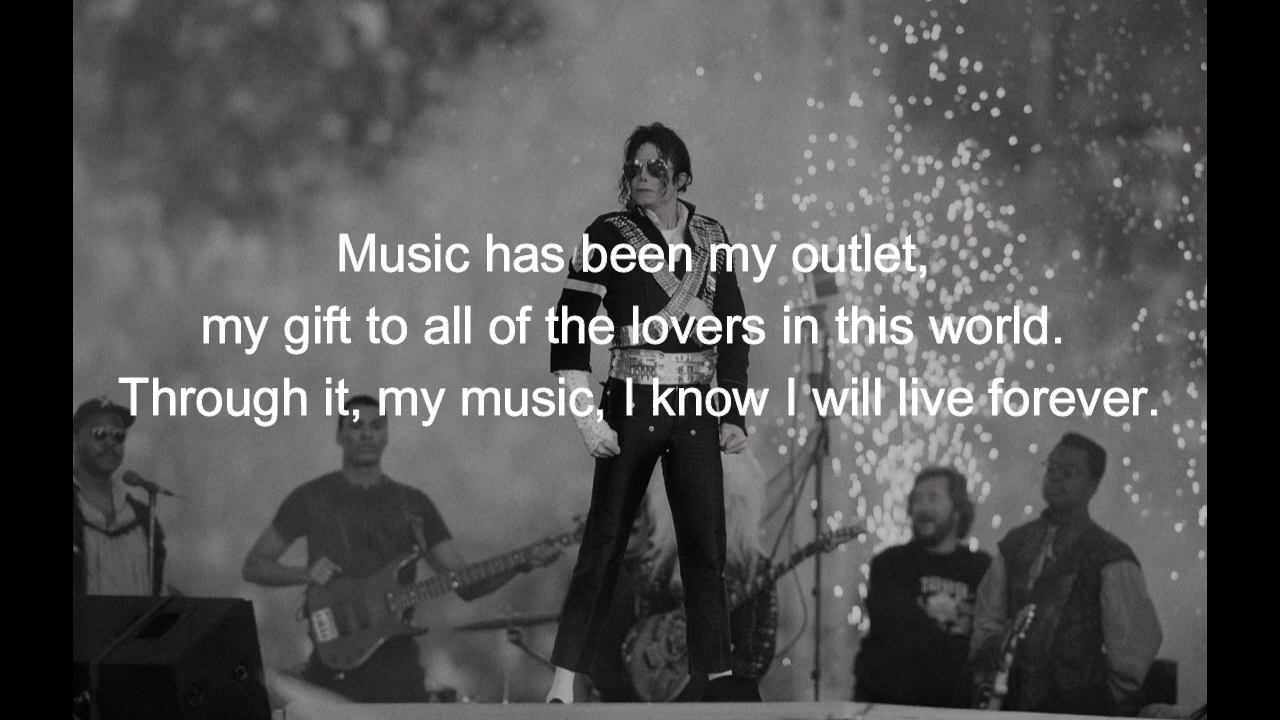 Music has been my outlet,
my gift to all of the lovers in this world.
Through it, my music, I know I will live forever.